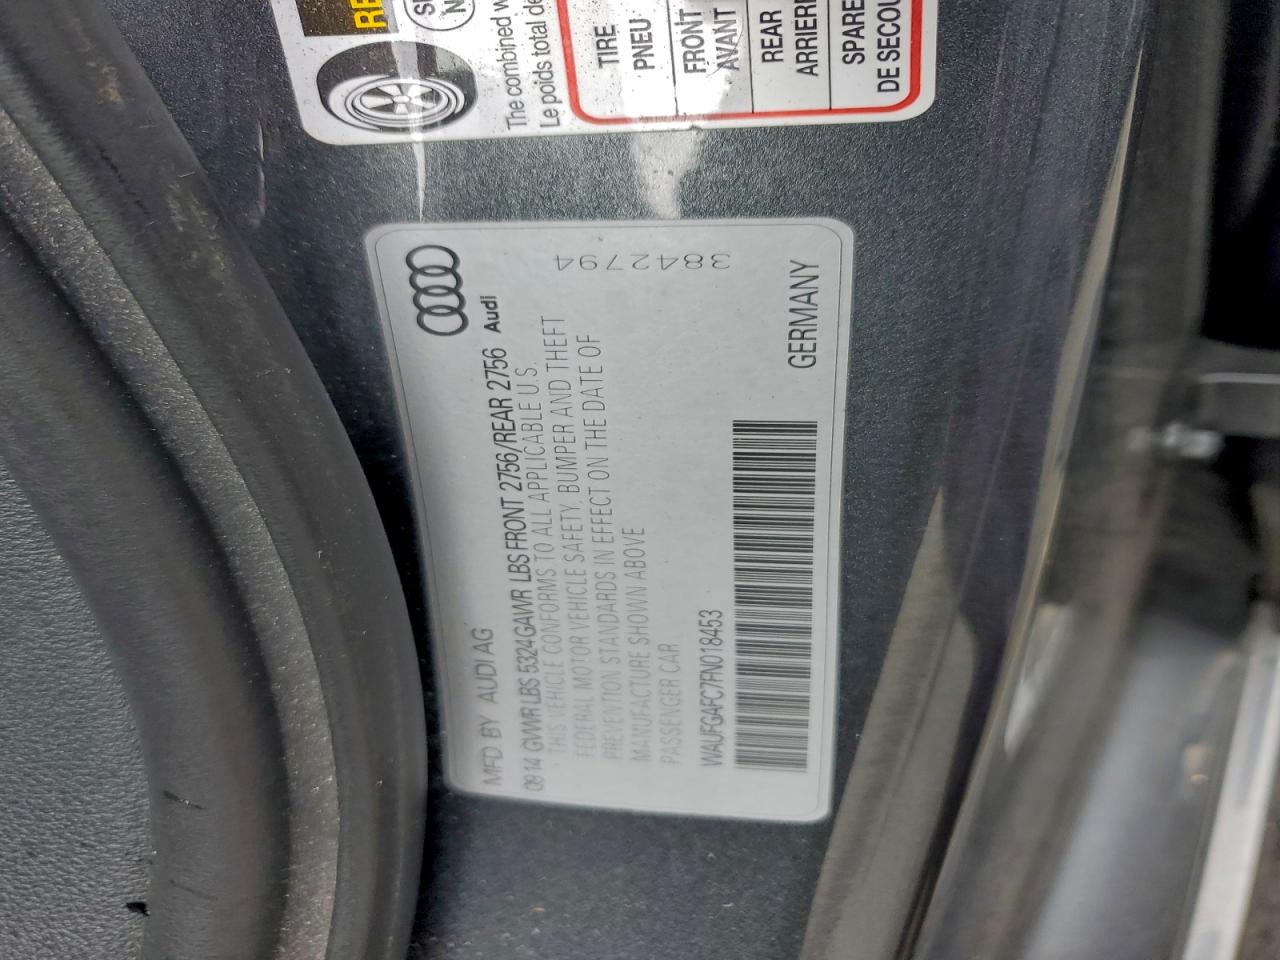 RE
The combined w
Le poids total de
TIRE
PNEU
FRONT
AVANT
REAR
ARRIERE
SPARE
DE SECOU
Audi
MFD BY AUDI AG
09 14 GVWR LBS 5324 GAWR LBS FRONT 2756/REAR 2756
THIS VEHICLE CONFORMS TO ALL APPLICABLE U.S.
FEDERAL MOTOR VEHICLE SAFETY, BUMPER AND THEFT
PREVENTION STANDARDS IN EFFECT ON THE DATE OF
MANUFACTURE SHOWN ABOVE
PASSENGER CAR
WAUFGAFC7FN018453
GERMANY
3842794